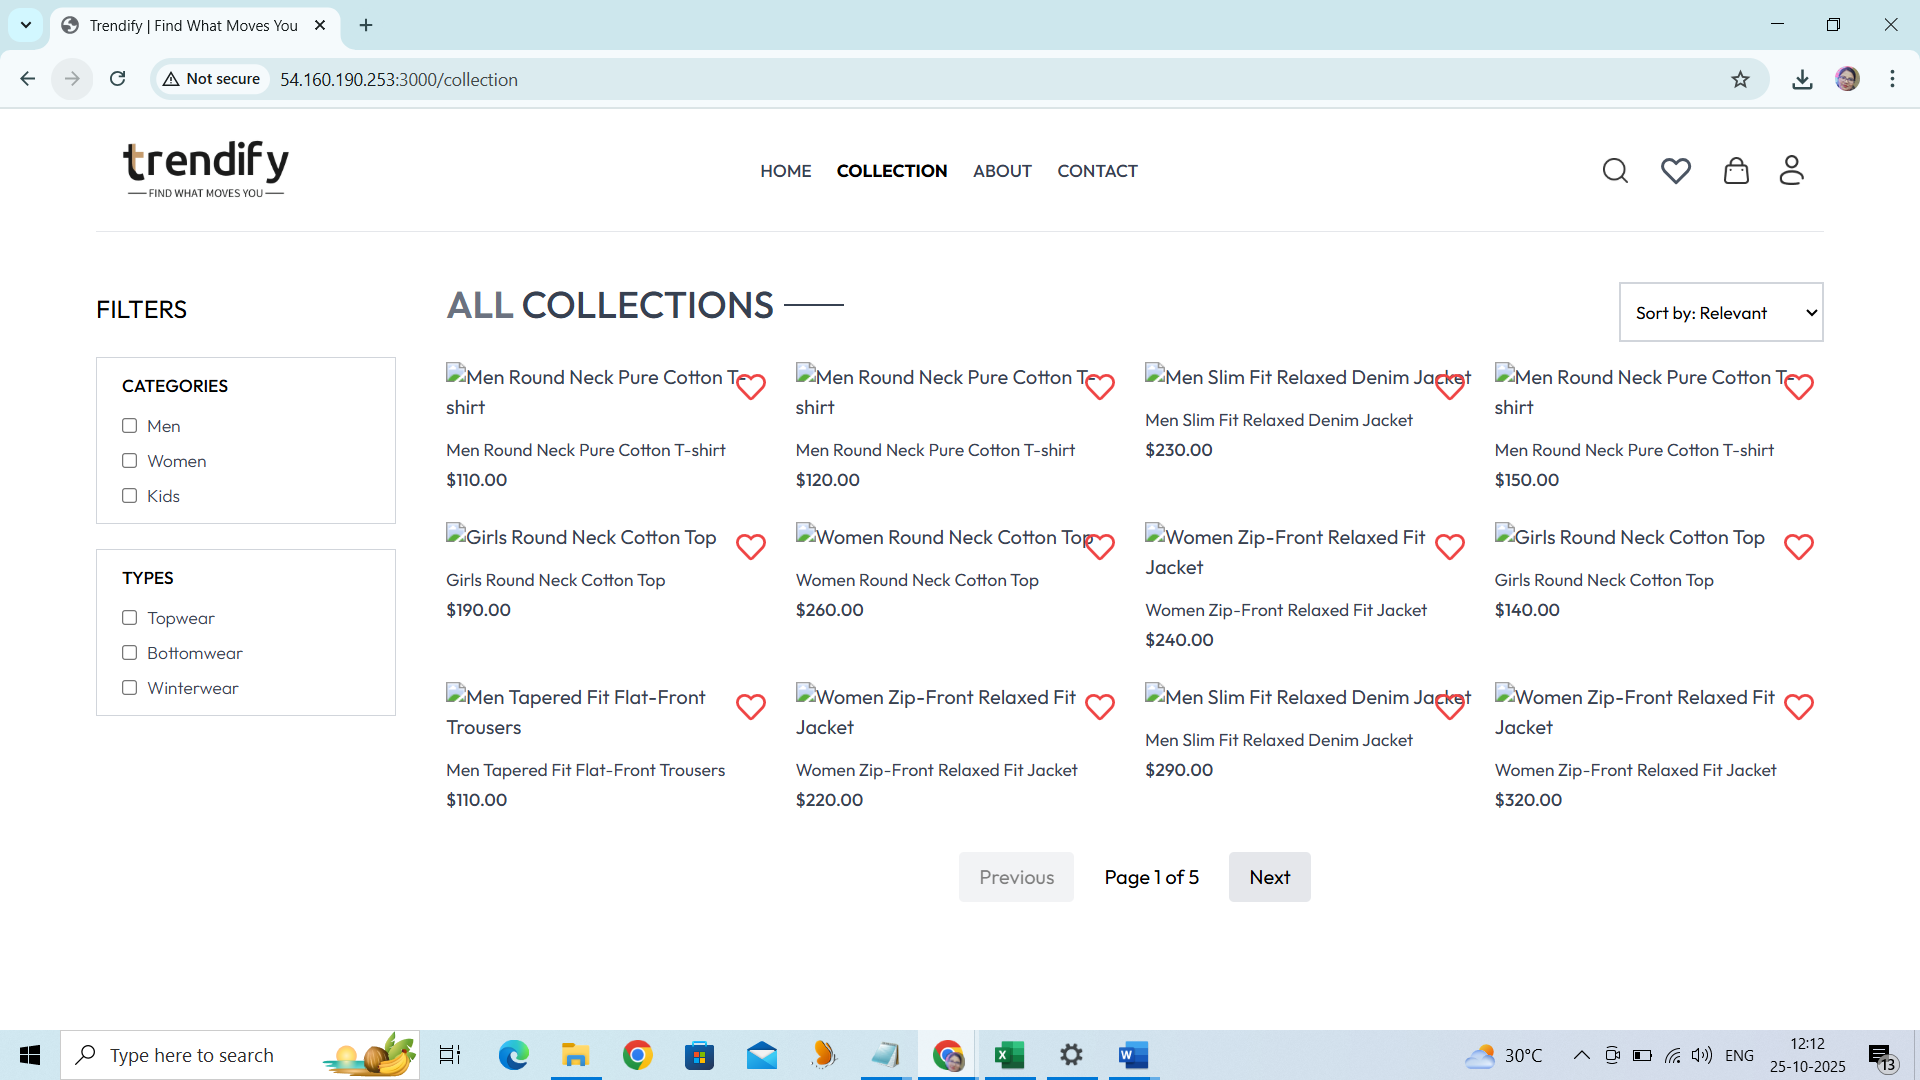 Trendify | Find What Moves You
Not secure
54.160.190.253:3000/collection
trendify
FIND WHAT MOVES YOU
HOME
COLLECTION
ABOUT
CONTACT
FILTERS
CATEGORIES
Men
Women
Kids
TYPES
Topwear
Bottomwear
Winterwear
ALL COLLECTIONS
Sort by: Relevant
Men Round Neck Pure Cotton T-
shirt
Men Round Neck Pure Cotton T-shirt
$110.00
Men Round Neck Pure Cotton T-
shirt
Men Round Neck Pure Cotton T-shirt
$120.00
Men Slim Fit Relaxed Denim Jacket
Men Slim Fit Relaxed Denim Jacket
$230.00
Men Round Neck Pure Cotton T-
shirt
Men Round Neck Pure Cotton T-shirt
$150.00
Girls Round Neck Cotton Top
Girls Round Neck Cotton Top
$190.00
Women Round Neck Cotton Top
Women Round Neck Cotton Top
$260.00
Women Zip-Front Relaxed Fit
Jacket
Women Zip-Front Relaxed Fit Jacket
$240.00
Girls Round Neck Cotton Top
Girls Round Neck Cotton Top
$140.00
Men Tapered Fit Flat-Front
Trousers
Men Tapered Fit Flat-Front Trousers
$110.00
Women Zip-Front Relaxed Fit
Jacket
Women Zip-Front Relaxed Fit Jacket
$220.00
Men Slim Fit Relaxed Denim Jacket
Men Slim Fit Relaxed Denim Jacket
$290.00
Women Zip-Front Relaxed Fit
Jacket
Women Zip-Front Relaxed Fit Jacket
$320.00
Previous
Page 1 of 5
Next
Type here to search
30°C
ENG
12:12
25-10-2025
13